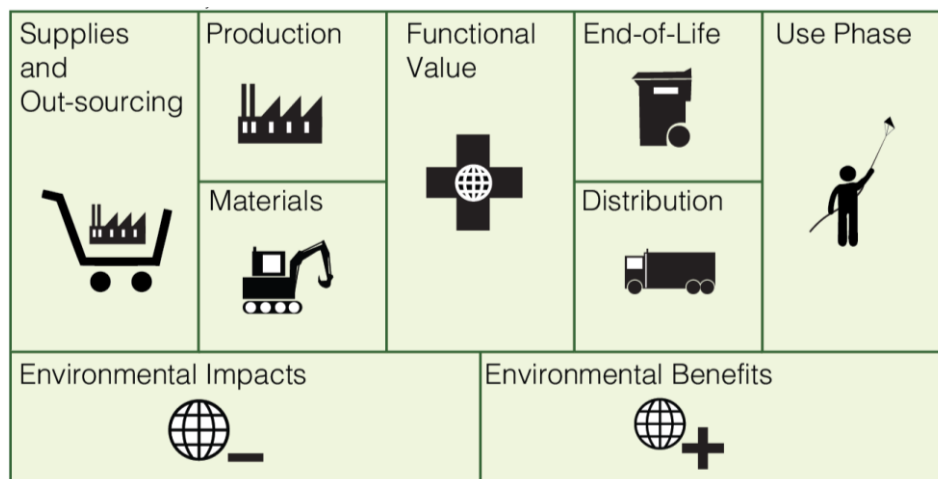 Supplies
and
Out-sourcing
Production
Materials
Functional
Value
End-of-Life
Distribution
Use Phase
Environmental Impacts
Environmental Benefits